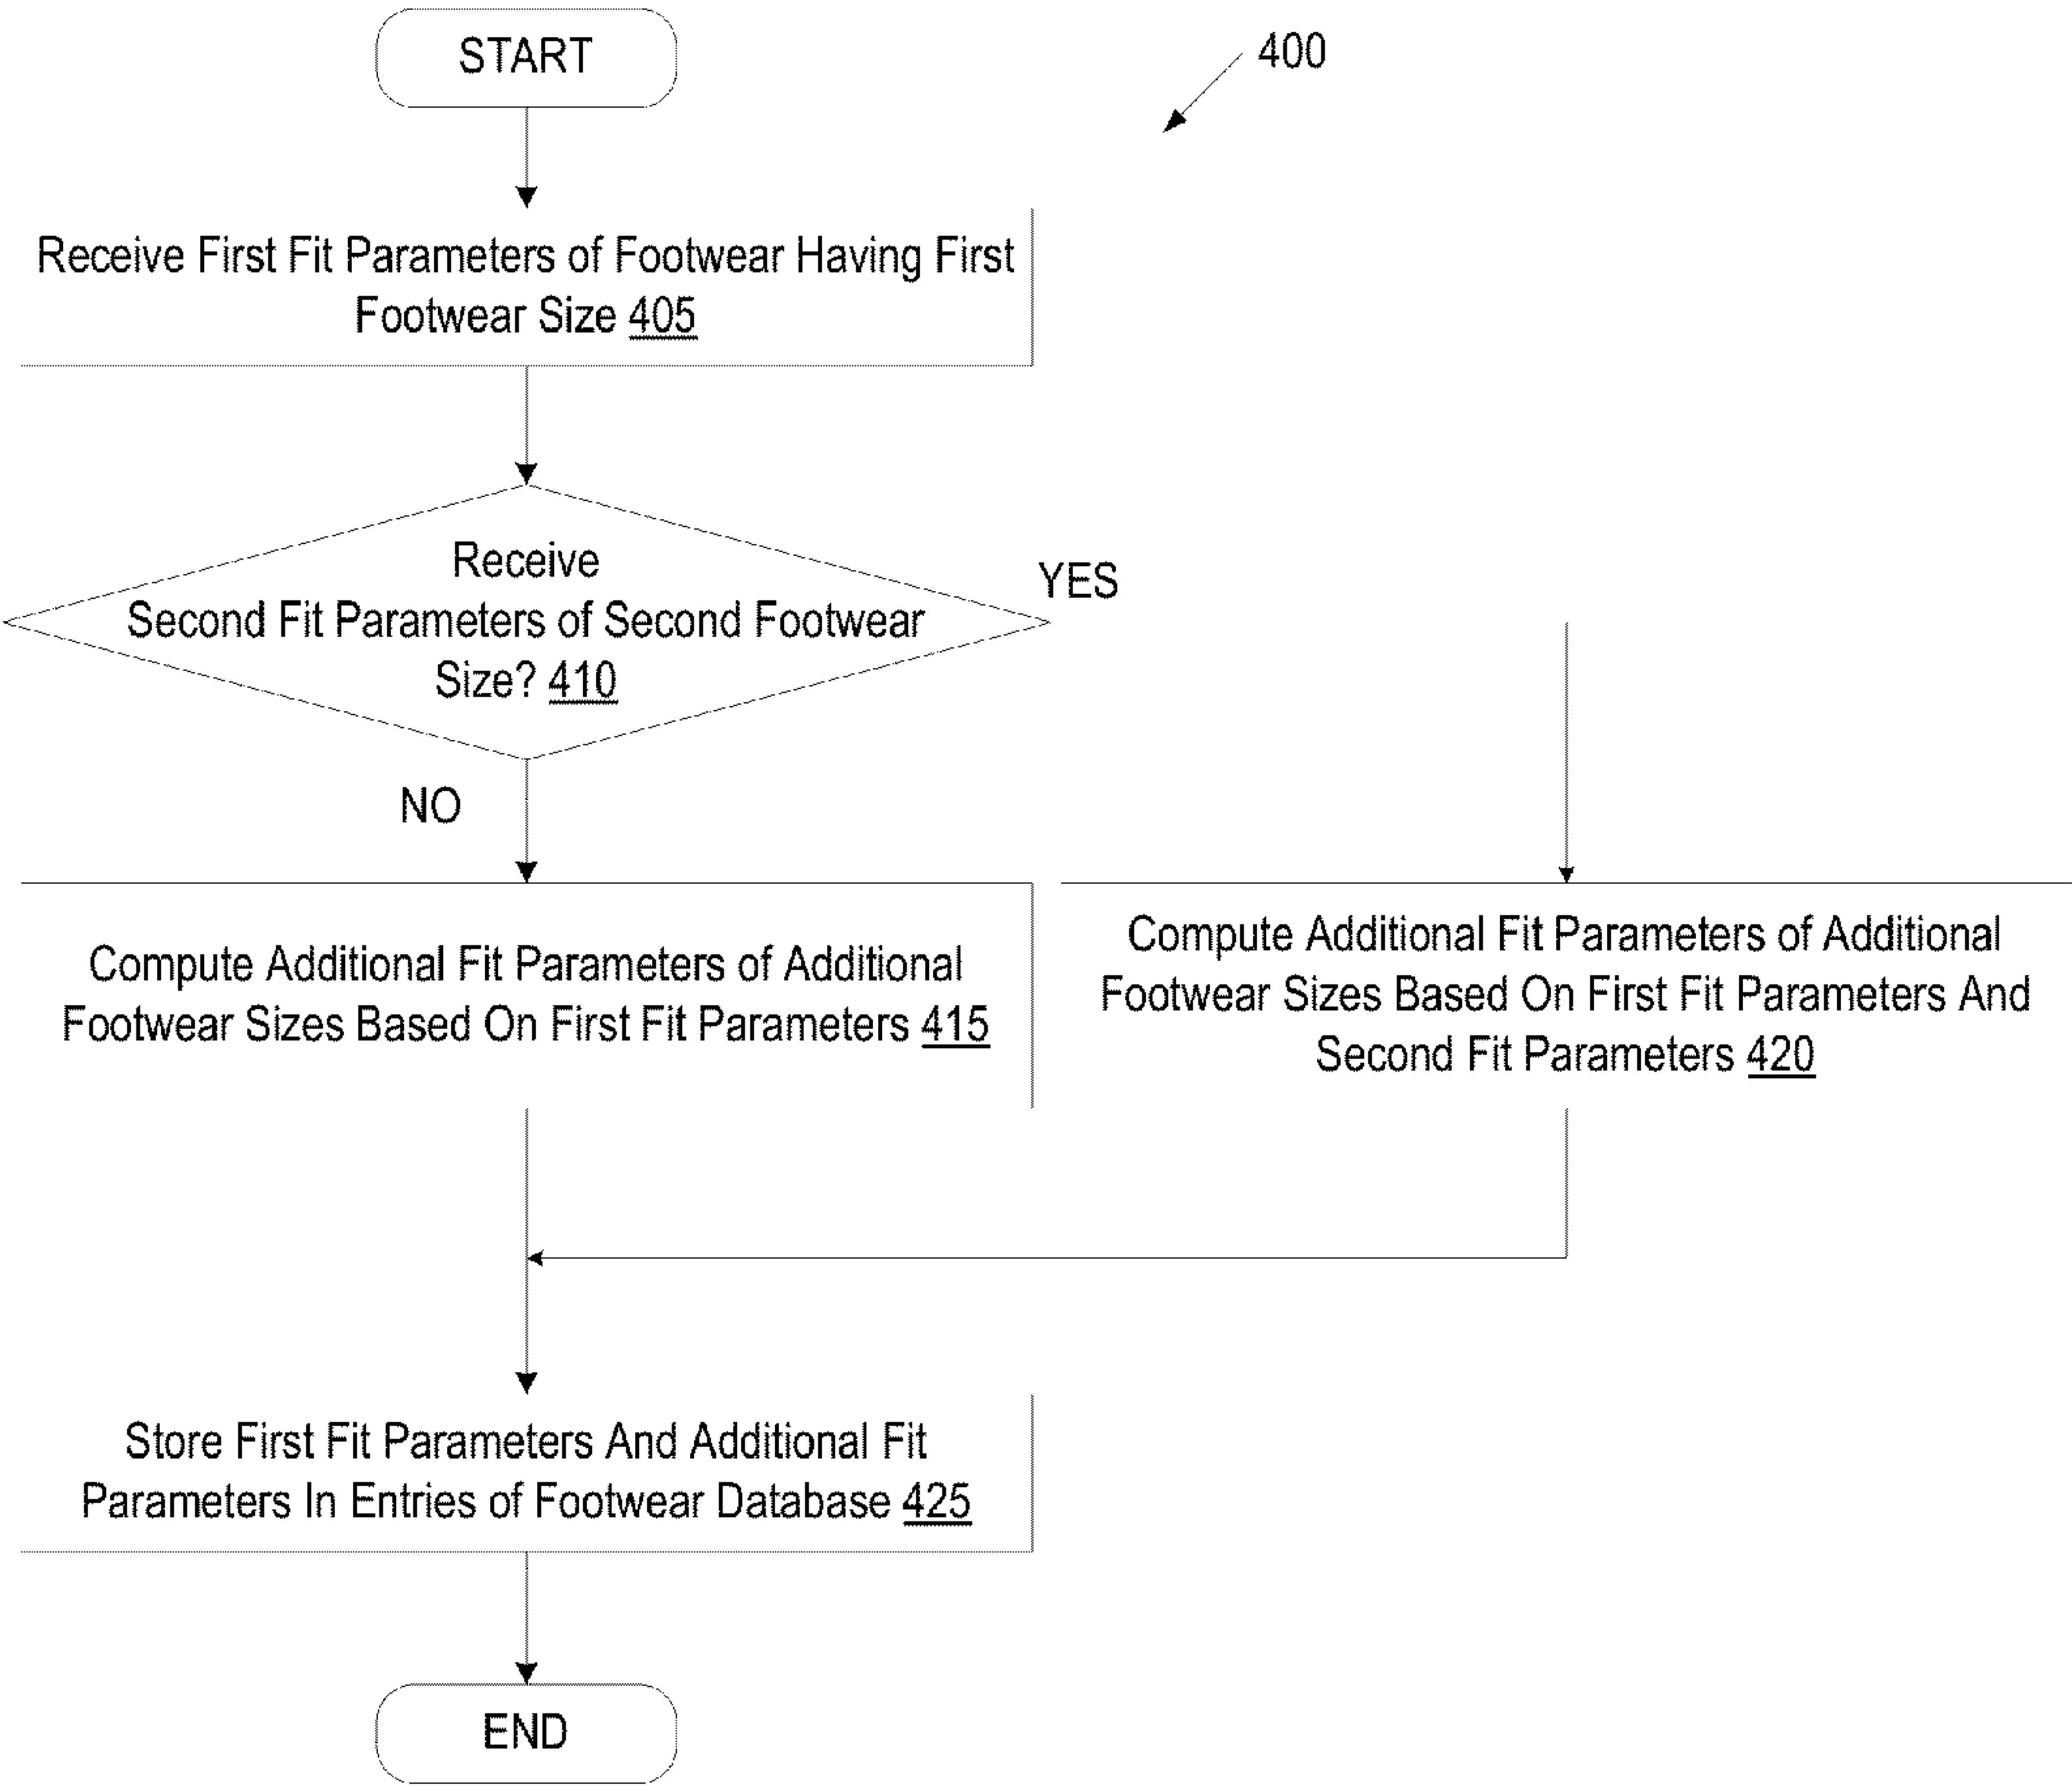 START
400
Receive First Fit Parameters of Footwear Having First
Footwear Size 405
Receive
Second Fit Parameters of Second Footwear
Size? 410
YES
NO
Compute Additional Fit Parameters of Additional
Footwear Sizes Based On First Fit Parameters 415
Compute Additional Fit Parameters of Additional
Footwear Sizes Based On First Fit Parameters And
Second Fit Parameters 420
Store First Fit Parameters And Additional Fit
Parameters In Entries of Footwear Database 425
END